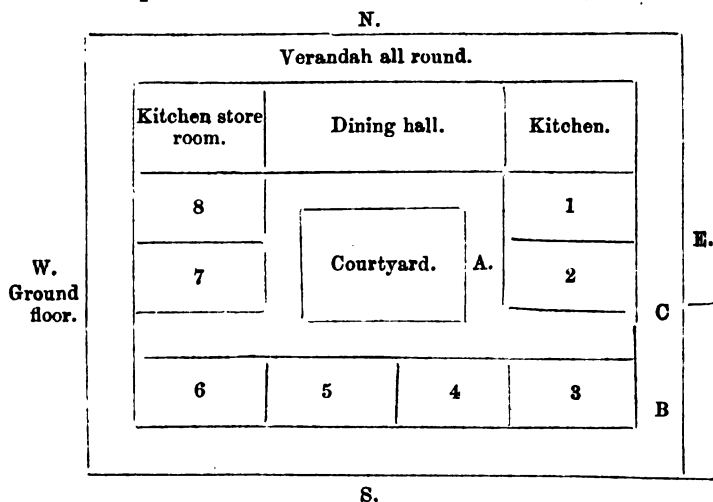 N.
Verandah all round.
Kitchen store room.
Dining hall.
Kitchen.
8
1
E.
W.
Ground floor.
7
Courtyard.
A.
2
C
6
5
4
3
B
S.